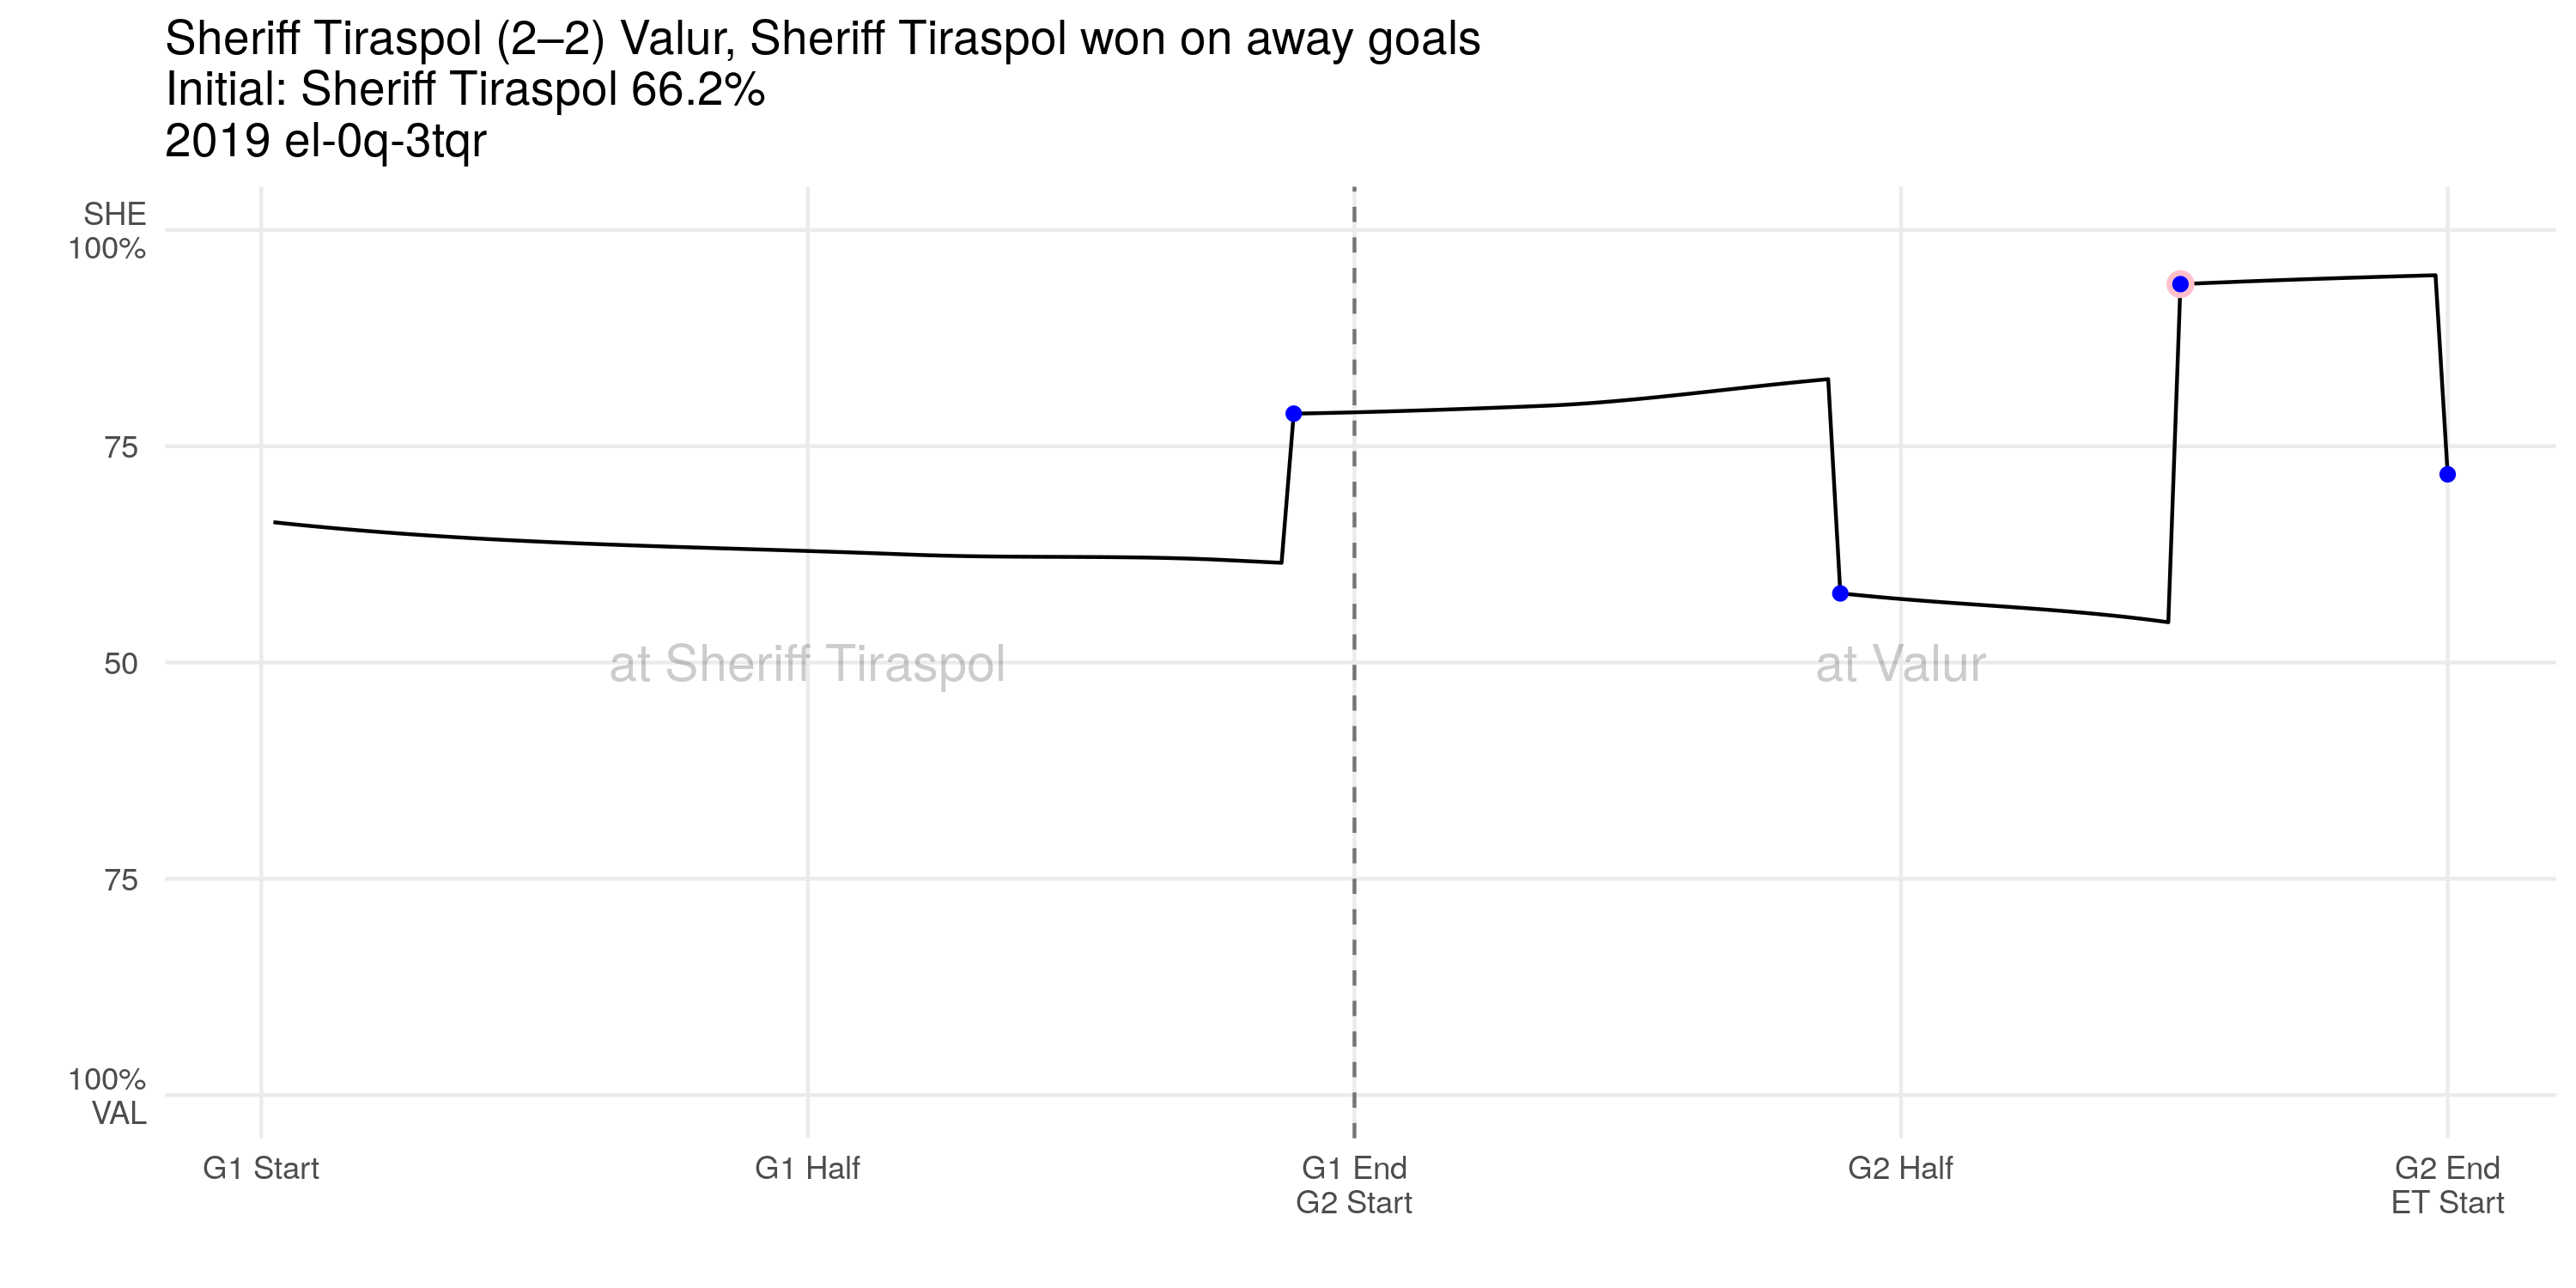 Sheriff Tiraspol (2–2) Valur, Sheriff Tiraspol won on away goals
Initial: Sheriff Tiraspol 66.2%
2019 el-0q-3tqr
SHE
100%
75
50
75
100%
VAL
at Sheriff Tiraspol
at Valur
G1 Start
G1 Half
G1 End
G2 Start
G2 Half
G2 End
ET Start